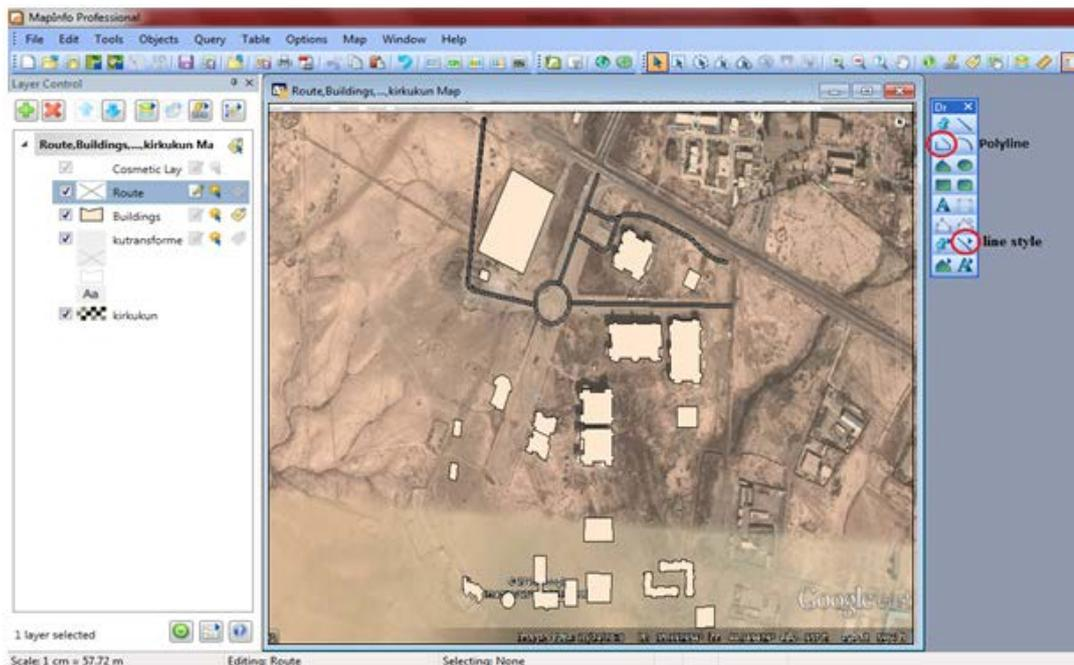 MapInfo Professional
File Edit Tools Objects Query Table Options Map Window Help
Layer Control
Route,Buildings,...,kirkukun Map
Dr
Route,Buildings,...,kirkukun Ma
Cosmetic Lay
Route
Buildings
kutransforme
Aa
kirkukun
Polyline
line style
Google
1 layer selected
Scale: 1 cm = 57.72 m
Editing: Route
Selecting: None